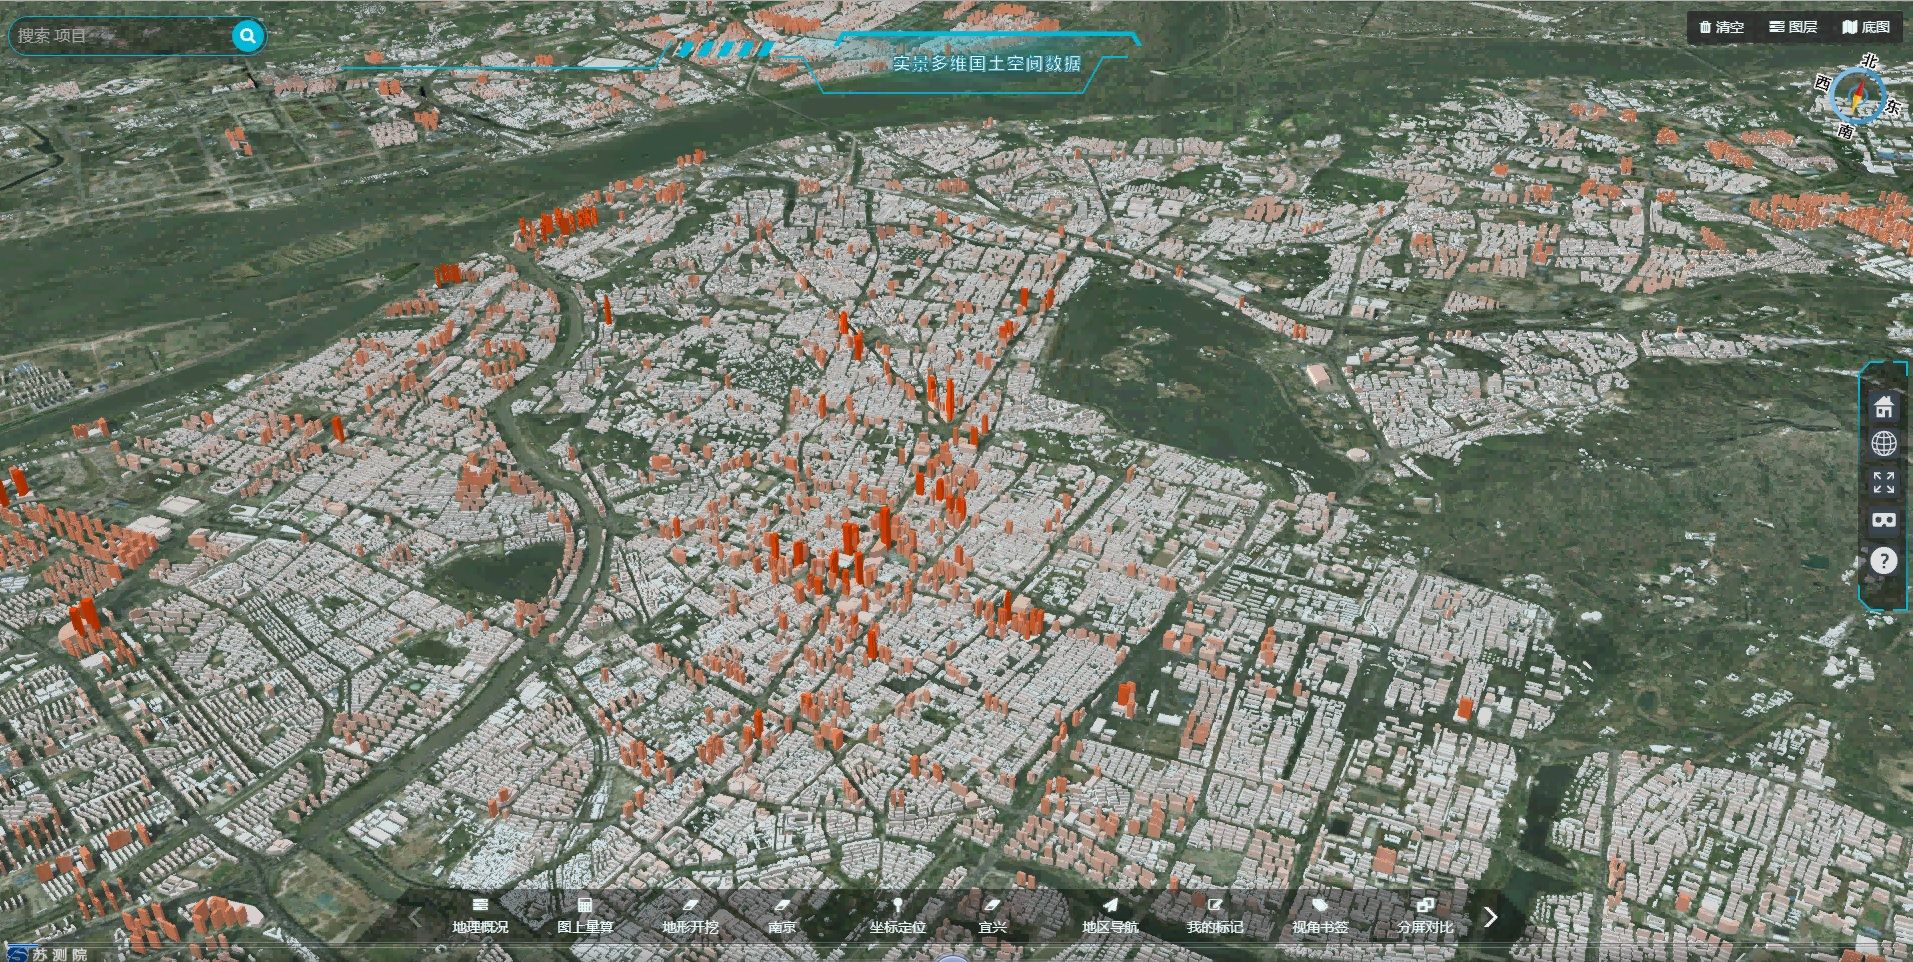 搜索 项目
实景多维国土空间数据
清空
图层
底图
北
西
东
南
?
地理概况
图上量算
地形开挖
南京
坐标定位
宜兴
地区导航
我的标记
视角书签
分屏对比
苏测院